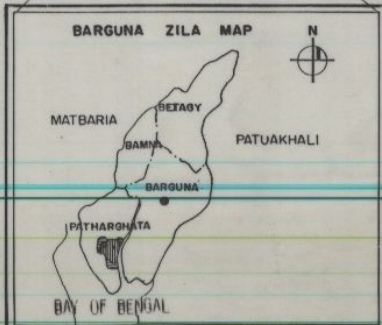 BARGUNA ZILA MAP
N
BETAGY
MATBARIA
PATUAKHALI
BAMNA
BARGUNA
PATHARGHATA
BAY OF BENGAL